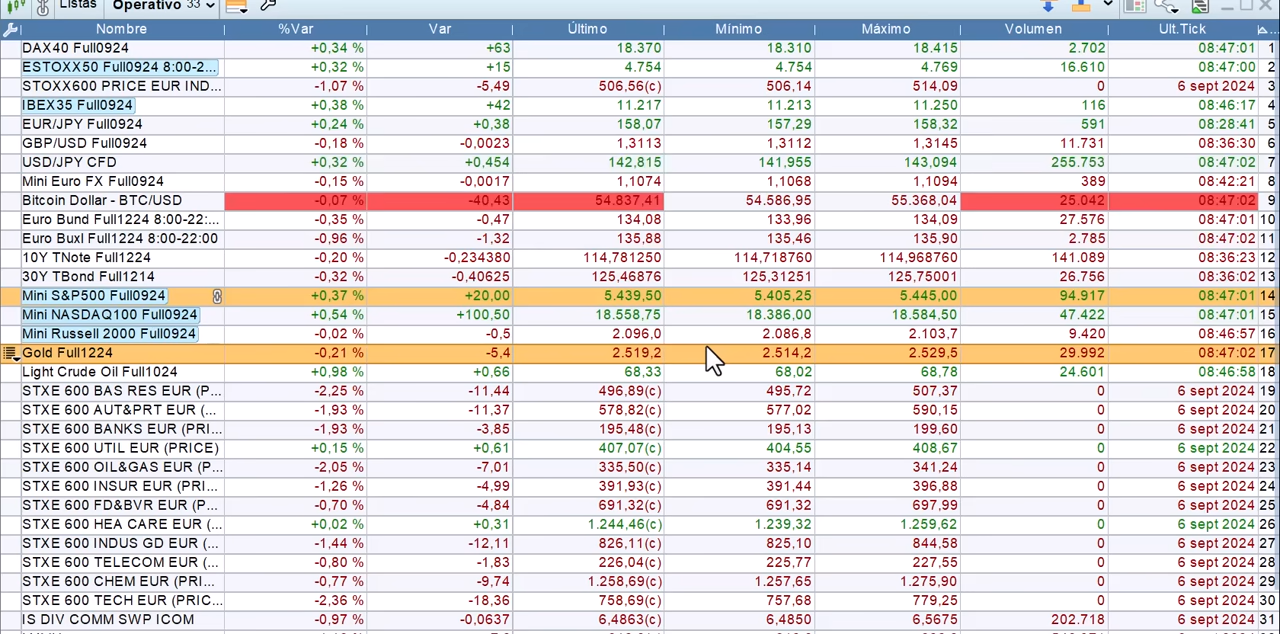 Listas Operativo 33
Nombre %Var Var Último Mínimo Máximo Volumen Ult.Tick
DAX40 Full0924 +0,34 % +63 18.370 18.310 18.415 2.702 08:47:01 1
ESTOXX50 Full0924 8:00-2... +0,32 % +15 4.754 4.754 4.769 16.610 08:47:00 2
STOXX600 PRICE EUR IND... -1,07 % -5,49 506,56(c) 506,14 514,09 0 6 sept 2024 3
IBEX35 Full0924 +0,38 % +42 11.217 11.213 11.250 116 08:46:17 4
EUR/JPY Full0924 +0,24 % +0,38 158,07 157,29 158,32 591 08:28:41 5
GBP/USD Full0924 -0,18 % -0,0023 1,3113 1,3112 1,3145 11.731 08:36:30 6
USD/JPY CFD +0,32 % +0,454 142,815 141,955 143,094 255.753 08:47:02 7
Mini Euro FX Full0924 -0,15 % -0,0017 1,1074 1,1068 1,1094 389 08:42:21 8
Bitcoin Dollar - BTC/USD -0,07 % -40,43 54.837,41 54.586,95 55.368,04 25.042 08:47:02 9
Euro Bund Full1224 8:00-22:... -0,35 % -0,47 134,08 133,96 134,09 27.576 08:47:01 10
Euro Buxl Full1224 8:00-22:00 -0,96 % -1,32 135,88 135,46 135,90 2.785 08:47:02 11
10Y TNote Full1224 -0,20 % -0,234380 114,781250 114,718760 114,968760 141.089 08:36:23 12
30Y TBond Full1214 -0,32 % -0,40625 125,46876 125,31251 125,75001 26.756 08:36:02 13
Mini S&P500 Full0924 +0,37 % +20,00 5.439,50 5.405,25 5.445,00 94.917 08:47:01 14
Mini NASDAQ100 Full0924 +0,54 % +100,50 18.558,75 18.386,00 18.584,50 47.422 08:47:01 15
Mini Russell 2000 Full0924 -0,02 % -0,5 2.096,0 2.086,8 2.103,7 9.420 08:46:57 16
Gold Full1224 -0,21 % -5,4 2.519,2 2.514,2 2.529,5 29.992 08:47:02 17
Light Crude Oil Full1024 +0,98 % +0,66 68,33 68,02 68,78 24.601 08:46:58 18
STXE 600 BAS RES EUR (P... -2,25 % -11,44 496,89(c) 495,72 507,37 0 6 sept 2024 19
STXE 600 AUT&PRT EUR (... -1,93 % -11,37 578,82(c) 577,02 590,15 0 6 sept 2024 20
STXE 600 BANKS EUR (PRI... -1,93 % -3,85 195,48(c) 195,13 199,60 0 6 sept 2024 21
STXE 600 UTIL EUR (PRICE) +0,15 % +0,61 407,07(c) 404,55 408,67 0 6 sept 2024 22
STXE 600 OIL&GAS EUR (P... -2,05 % -7,01 335,50(c) 335,14 341,24 0 6 sept 2024 23
STXE 600 INSUR EUR (PRI... -1,26 % -4,99 391,93(c) 391,44 396,88 0 6 sept 2024 24
STXE 600 FD&BVR EUR (P... -0,70 % -4,84 691,32(c) 691,32 697,99 0 6 sept 2024 25
STXE 600 HEA CARE EUR (... +0,02 % +0,31 1.244,46(c) 1.239,32 1.259,62 0 6 sept 2024 26
STXE 600 INDUS GD EUR (... -1,44 % -12,11 826,11(c) 825,10 844,58 0 6 sept 2024 27
STXE 600 TELECOM EUR (... -0,80 % -1,83 226,04(c) 225,77 227,55 0 6 sept 2024 28
STXE 600 CHEM EUR (PRI... -0,77 % -9,74 1.258,69(c) 1.257,65 1.275,90 0 6 sept 2024 29
STXE 600 TECH EUR (PRIC... -2,36 % -18,36 758,69(c) 757,68 779,25 0 6 sept 2024 30
IS DIV COMM SWP ICOM -0,97 % -0,0637 6,4863(c) 6,4850 6,5675 202.718 6 sept 2024 31